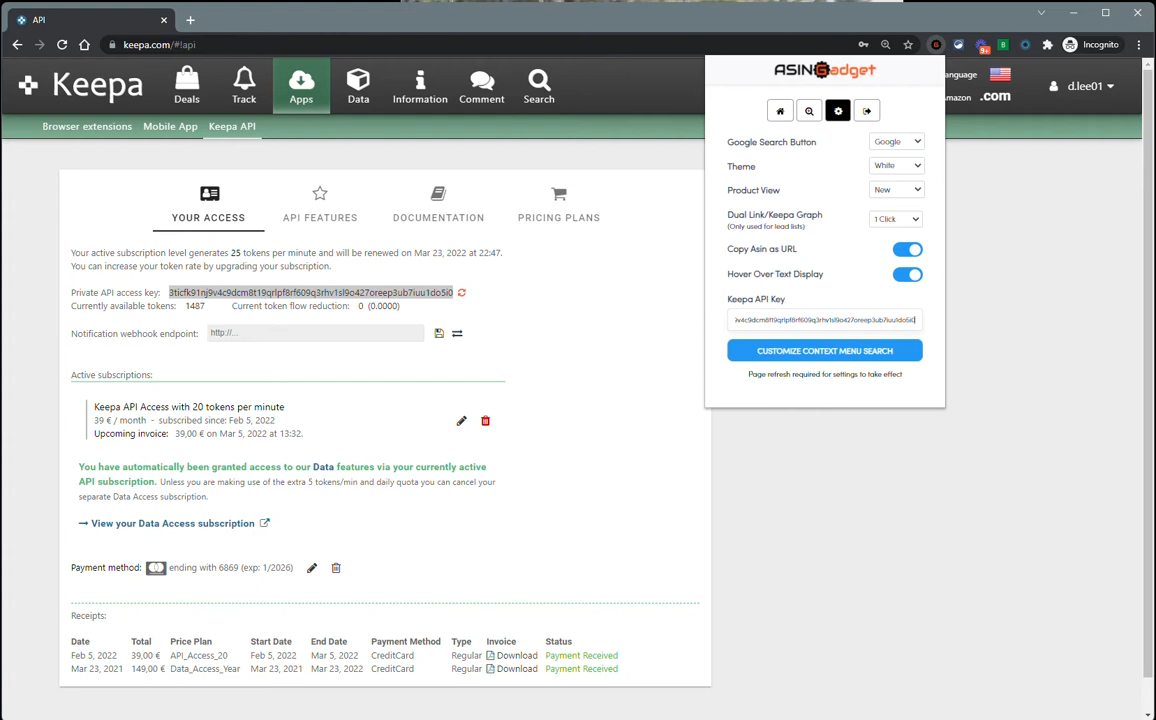 API
keepa.com/#!api
9+
Incognito
Keepa
Deals
Track
Apps
Data
Information
Comment
Search
anguage
mazon
.com
d.lee01
Browser extensions
Mobile App
Keepa API
YOUR ACCESS
API FEATURES
DOCUMENTATION
PRICING PLANS
Your active subscription level generates 25 tokens per minute and will be renewed on Mar 23, 2022 at 22:47.
You can increase your token rate by upgrading your subscription.
Private API access key: 3ticfk91nj9v4c9dcm8t19qrlpf8rf609q3rhv1sl9o427oreep3ub7iuu1do5i0
Currently available tokens: 1487 Current token flow reduction: 0 (0.0000)
Notification webhook endpoint: http://...
Active subscriptions:
Keepa API Access with 20 tokens per minute
39 € / month - subscribed since: Feb 5, 2022
Upcoming invoice: 39,00 € on Mar 5, 2022 at 13:32.
You have automatically been granted access to our Data features via your currently active
API subscription. Unless you are making use of the extra 5 tokens/min and daily quota you can cancel your
separate Data Access subscription.
View your Data Access subscription
Payment method: ending with 6869 (exp: 1/2026)
Receipts:
Date Total Price Plan Start Date End Date Payment Method Type Invoice Status
Feb 5, 2022 39,00 € API_Access_20 Feb 5, 2022 Mar 5, 2022 CreditCard Regular Download Payment Received
Mar 23, 2021 149,00 € Data_Access_Year Mar 23, 2021 Mar 23, 2022 CreditCard Regular Download Payment Received
ASINGadget
Google Search Button Google
Theme White
Product View New
Dual Link/Keepa Graph 1 Click
(Only used for lead lists)
Copy Asin as URL
Hover Over Text Display
Keepa API Key
v4c9dcm8t19qrlpf8rf609q3rhv1sl9o427oreep3ub7iuu1do5i0
CUSTOMIZE CONTEXT MENU SEARCH
Page refresh required for settings to take effect